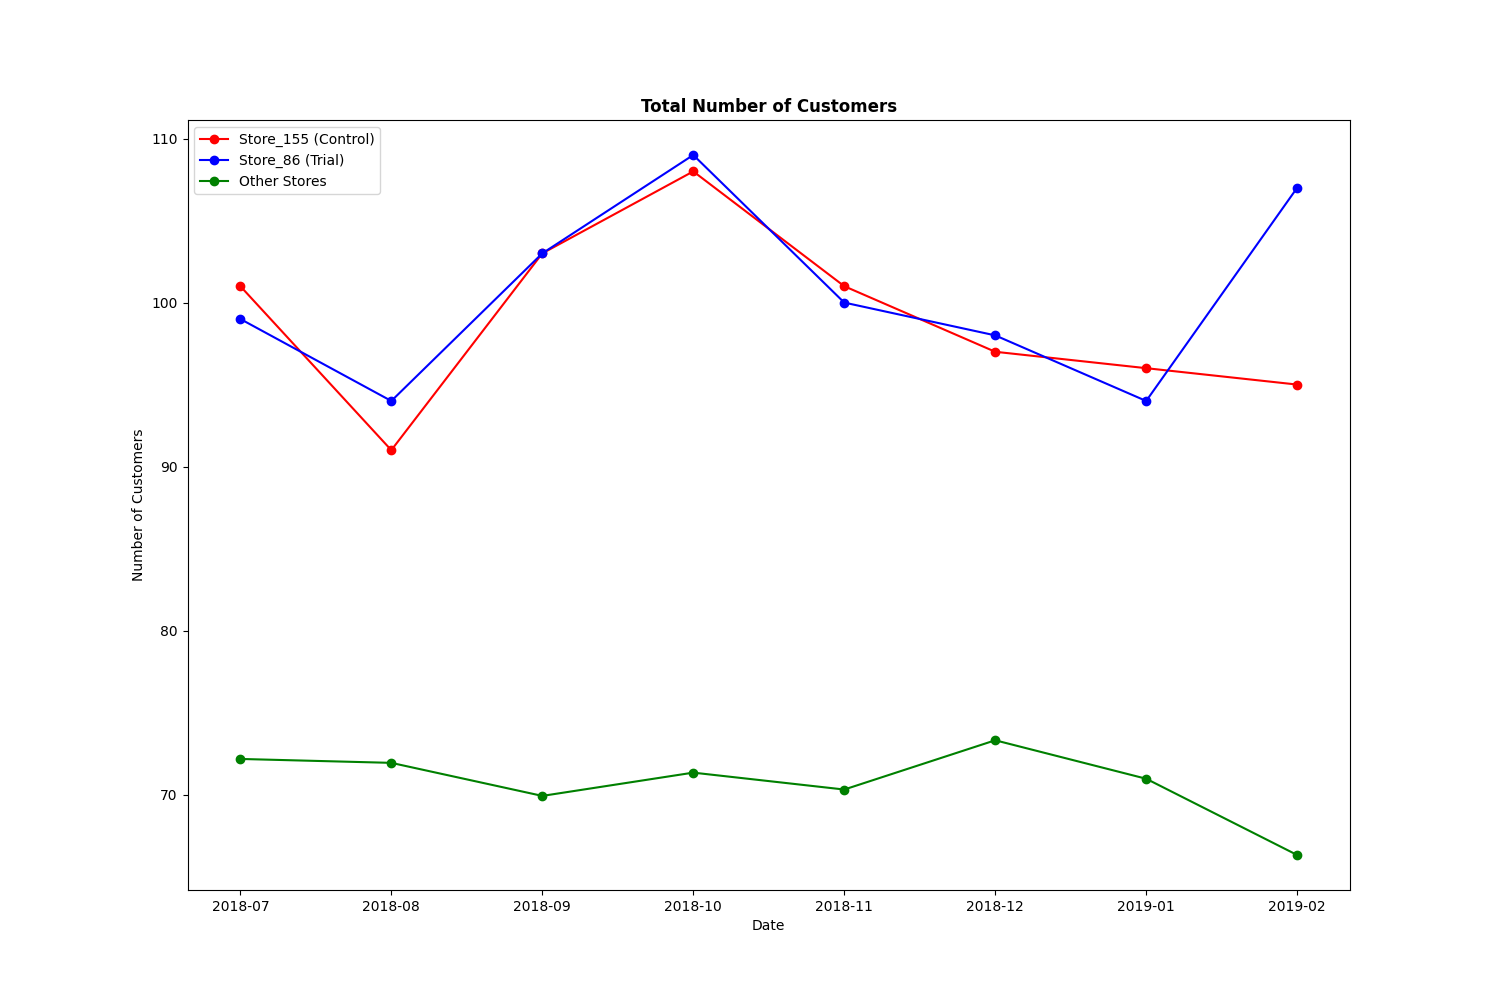 Total Number of Customers
Store_155 (Control)
Store_86 (Trial)
Other Stores
110
100
90
80
70
Number of Customers
2018-07 2018-08 2018-09 2018-10 2018-11 2018-12 2019-01 2019-02
Date